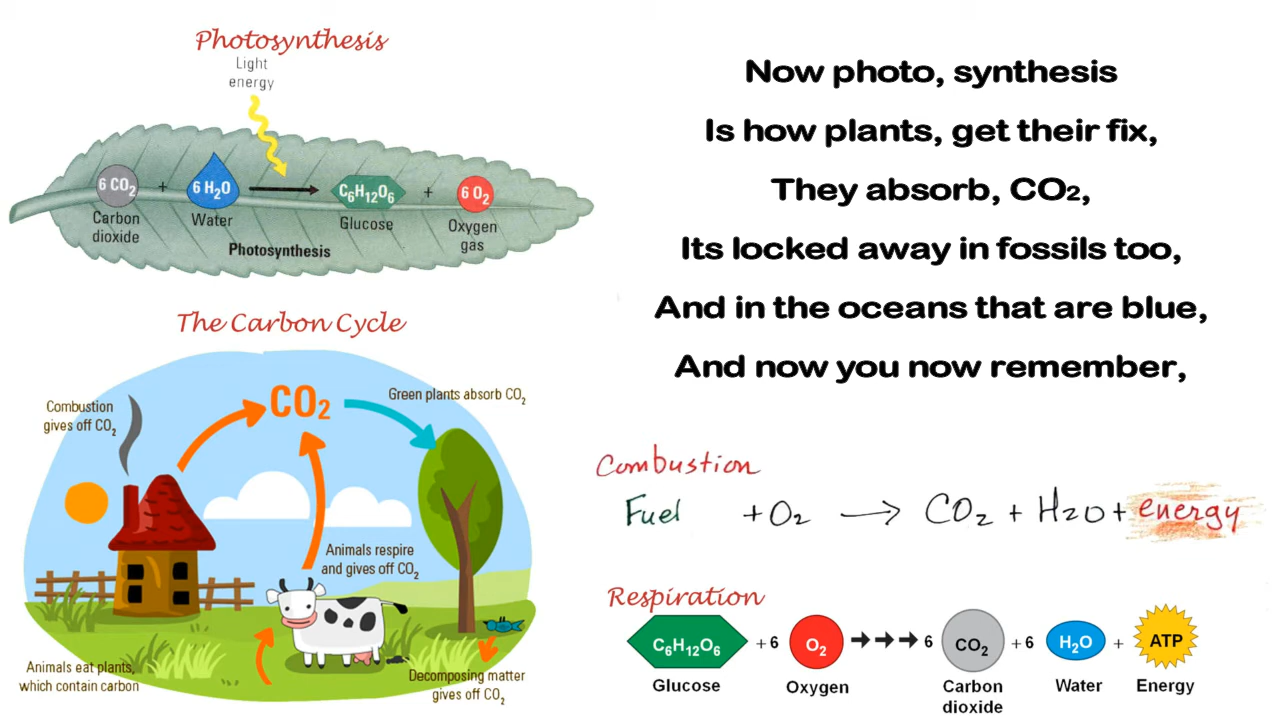 Photosynthesis
Light
energy
6 CO₂ + 6 H₂O C₆H₁₂O₆ + 6 O₂
Carbon
dioxide
Water
Glucose
Oxygen
gas
Photosynthesis
Now photo, synthesis
Is how plants, get their fix,
They absorb, CO₂,
Its locked away in fossils too,
And in the oceans that are blue,
And now you now remember,
The Carbon Cycle
Combustion
gives off CO₂
CO₂
Green plants absorb CO₂
Animals respire
and gives off CO₂
Animals eat plants,
which contain carbon
Decomposing matter
gives off CO₂
Combustion
Fuel + O₂ → CO₂ + H2O + energy
Respiration
C₆H₁₂O₆ + 6 O₂ → → → → 6 CO₂ + 6 H₂O + ATP
Glucose
Oxygen
Carbon
dioxide
Water
Energy